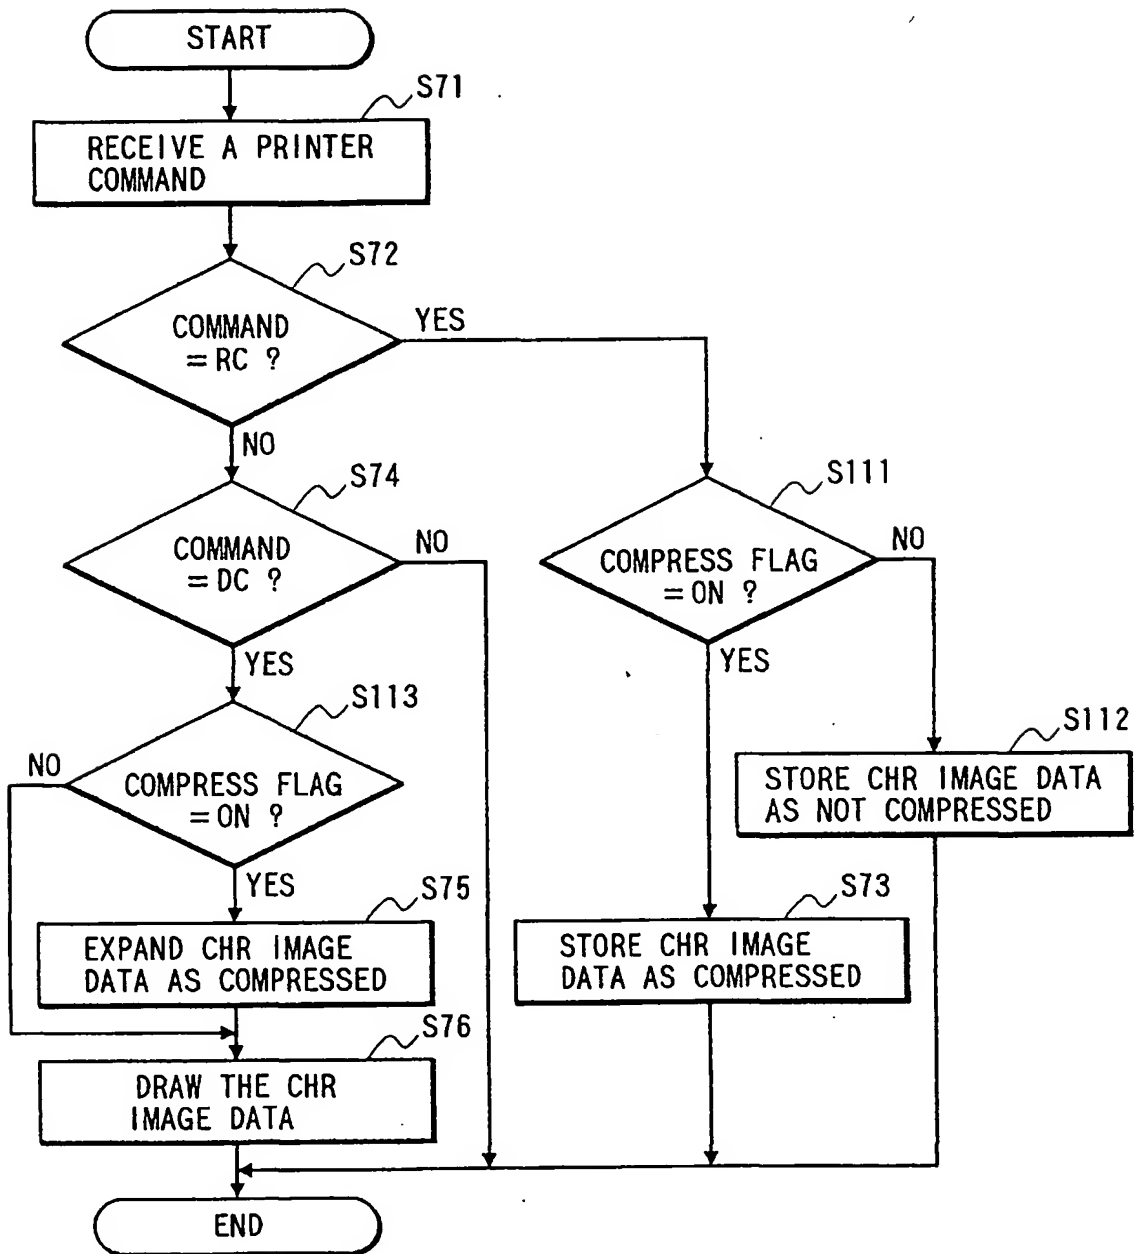 START
S71
RECEIVE A PRINTER
COMMAND
S72
COMMAND
=RC ?
YES
NO
S74
COMMAND
=DC ?
NO
YES
S111
COMPRESS FLAG
=ON ?
NO
YES
S113
COMPRESS FLAG
=ON ?
NO
YES
S112
STORE CHR IMAGE DATA
AS NOT COMPRESSED
S75
EXPAND CHR IMAGE
DATA AS COMPRESSED
S73
STORE CHR IMAGE
DATA AS COMPRESSED
S76
DRAW THE CHR
IMAGE DATA
END